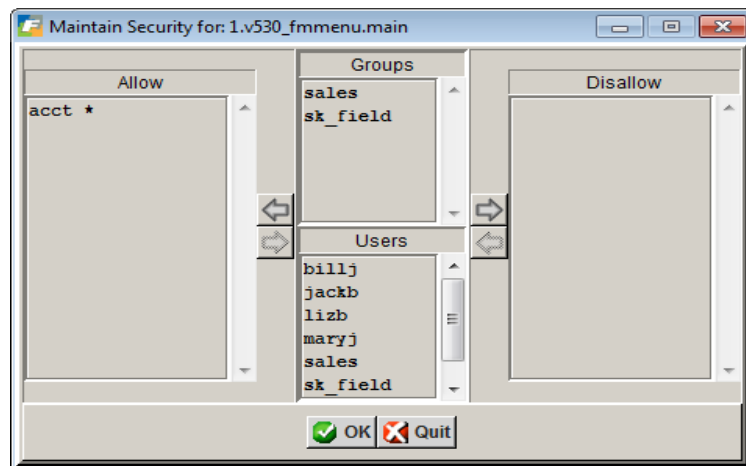 Maintain Security for: 1.v530_fmmenu.main
Allow
acct *
Groups
sales
sk_field
Users
billj
jackb
lizb
maryj
sales
sk_field
Disallow
OK
Quit